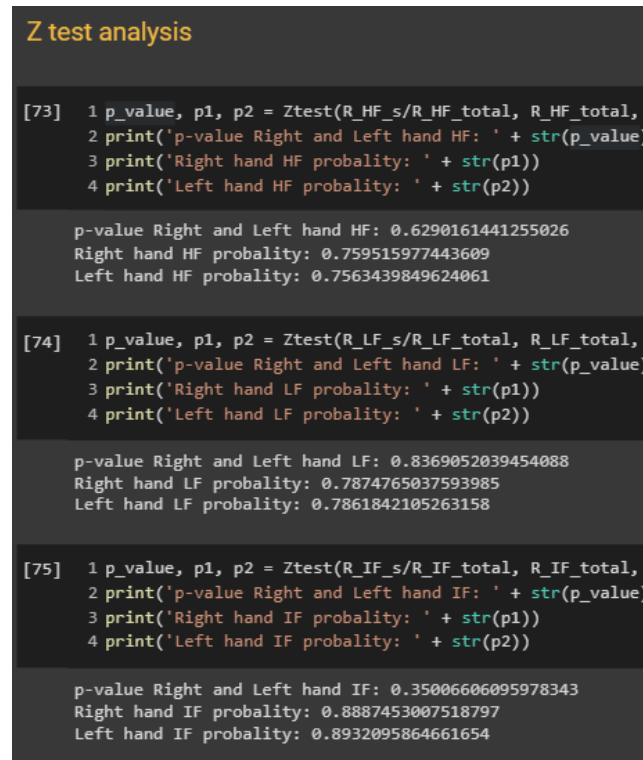 Z test analysis
[73] 1 p_value, p1, p2 = Ztest(R_HF_s/R_HF_total, R_HF_total,
2 print('p-value Right and Left hand HF: ' + str(p_value)
3 print('Right hand HF probality: ' + str(p1))
4 print('Left hand HF probality: ' + str(p2))
p-value Right and Left hand HF: 0.6290161441255026
Right hand HF probality: 0.759515977443609
Left hand HF probality: 0.7563439849624061
[74] 1 p_value, p1, p2 = Ztest(R_LF_s/R_LF_total, R_LF_total,
2 print('p-value Right and Left hand LF: ' + str(p_value)
3 print('Right hand LF probality: ' + str(p1))
4 print('Left hand LF probality: ' + str(p2))
p-value Right and Left hand LF: 0.8369052039454088
Right hand LF probality: 0.7874765037593985
Left hand LF probality: 0.7861842105263158
[75] 1 p_value, p1, p2 = Ztest(R_IF_s/R_IF_total, R_IF_total,
2 print('p-value Right and Left hand IF: ' + str(p_value)
3 print('Right hand IF probality: ' + str(p1))
4 print('Left hand IF probality: ' + str(p2))
p-value Right and Left hand IF: 0.35006606095978343
Right hand IF probality: 0.8887453007518797
Left hand IF probality: 0.8932095864661654